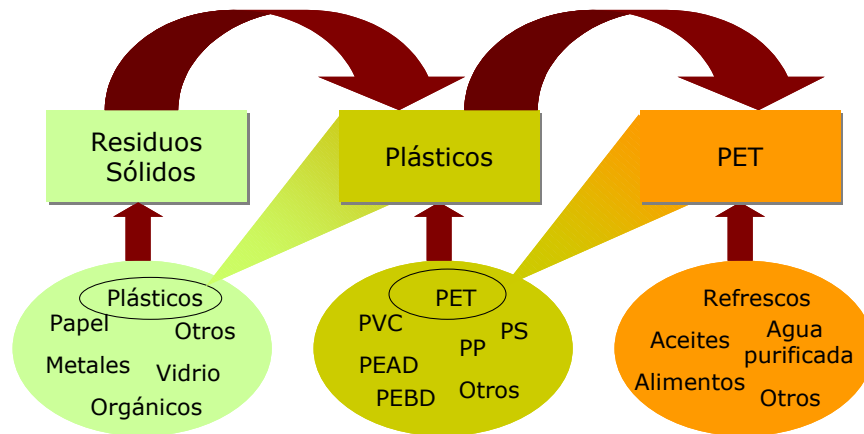 Residuos
Sólidos
Plásticos
PET
Plásticos
Papel
Otros
Metales
Vidrio
Orgánicos
PET
PVC
PS
PP
PEAD
PEBD
Otros
Refrescos
Aceites
Agua
purificada
Alimentos
Otros